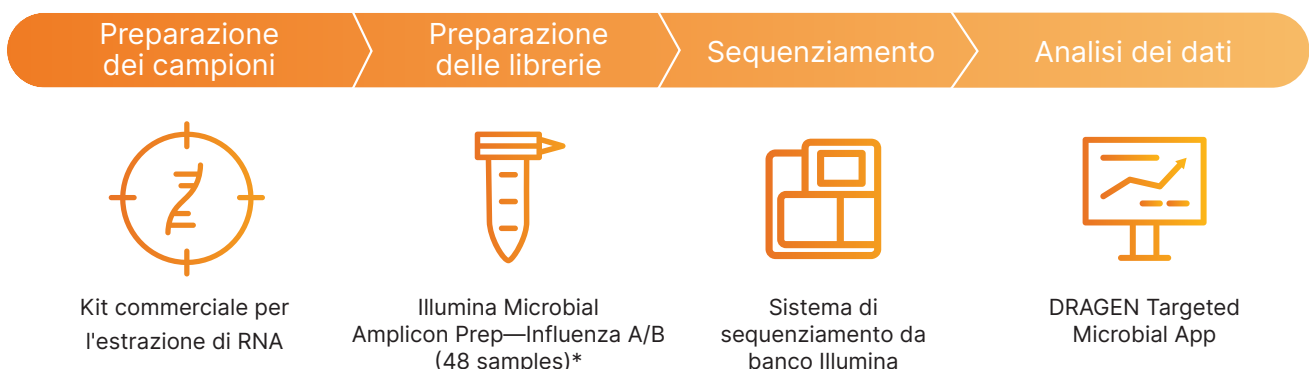 Preparazione
dei campioni
Preparazione
delle librerie
Sequenziamento
Analisi dei dati
Kit commerciale per
l'estrazione di RNA
Illumina Microbial
Amplicon Prep—Influenza A/B
(48 samples)*
Sistema di
sequenziamento da
banco Illumina
DRAGEN Targeted
Microbial App